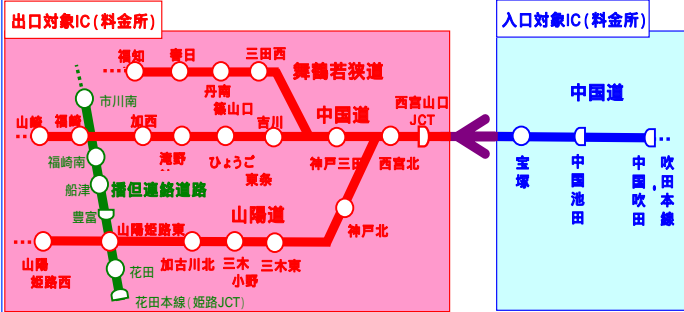 出口対象IC(料金所)
入口対象IC(料金所)
福知
春日
三田西
舞鶴若狭道
丹南
篠山口
市川南
中国道
西宮山口
JCT
中国道
山崎
福崎
加西
吉川
滝野
ひょうご
東条
神戸三田
西宮北
宝塚
中国池田
中国吹田
吹田本線
福崎南
船津
播但連絡道路
豊富
山陽姫路東
山陽道
神戸北
山陽
姫路西
花田
加古川北
三木
小野
三木東
花田本線(姫路JCT)